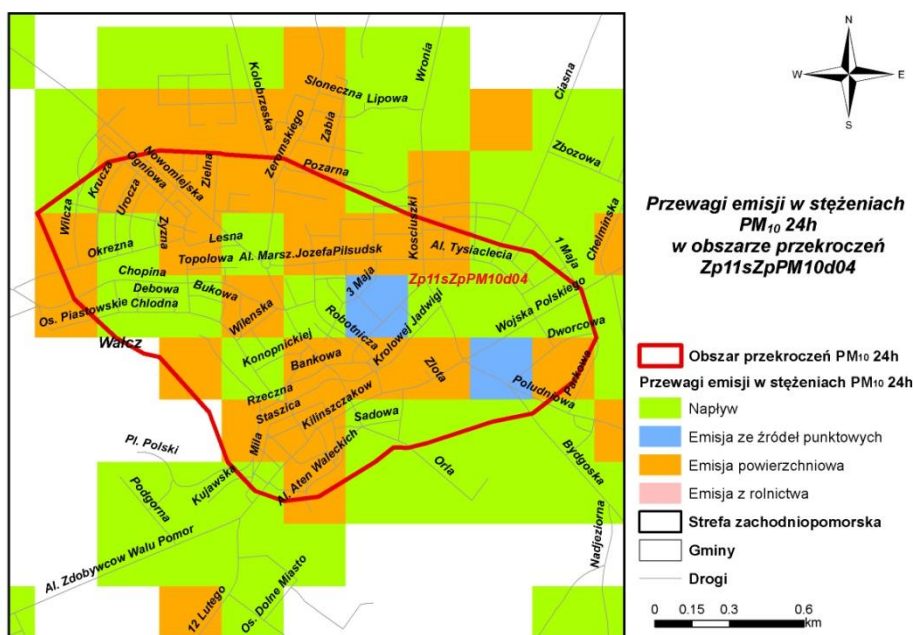 N
W
E
S
Przewagi emisji w stężeniach
PM₁₀ 24h
w obszarze przekroczeń
Zp11sZpPM10d04
Obszar przekroczeń PM₁₀ 24h
Przewagi emisji w stężeniach PM₁₀ 24h
Napływ
Emisja ze źródeł punktowych
Emisja powierzchniowa
Emisja z rolnictwa
Strefa zachodniopomorska
Gminy
Drogi
0 0.15 0.3 0.6
km
Kolobrzeska
Sloneczna
Lipowa
Wronia
Ciasna
Zbozowa
Zeromskiego
Zabia
Pozarna
Nowomiejska
Ogniowa
Zielna
Krucza
Urocza
Wilcza
Zyzna
Okrezna
Lesna
Topolowa
Al. Marsz.JozefaPilsudsk
Kosciuszki
Al. Tysiaclecia
1 Maja
Chelminska
Chopina
Debowa
Chlodna
Bukowa
Os. Piastowskie
Wilenska
3 Maja
Zp11sZpPM10d04
Robotnicza
Krolowej Jadwigi
Wojska Polskiego
Dworcowa
Walcz
Konopnickiej
Bankowa
Zlota
Poludniowa
Parkowa
Rzeczna
Staszica
Kilinszczakow
Sadowa
Mila
Al. Aten Waleckich
Orla
Bydgoska
Pl. Polski
Kujawska
Podgorna
Al. Zdobywcow Walu Pomor
Nadjeziorna
12 Lutego
Os. Dolne Miasto